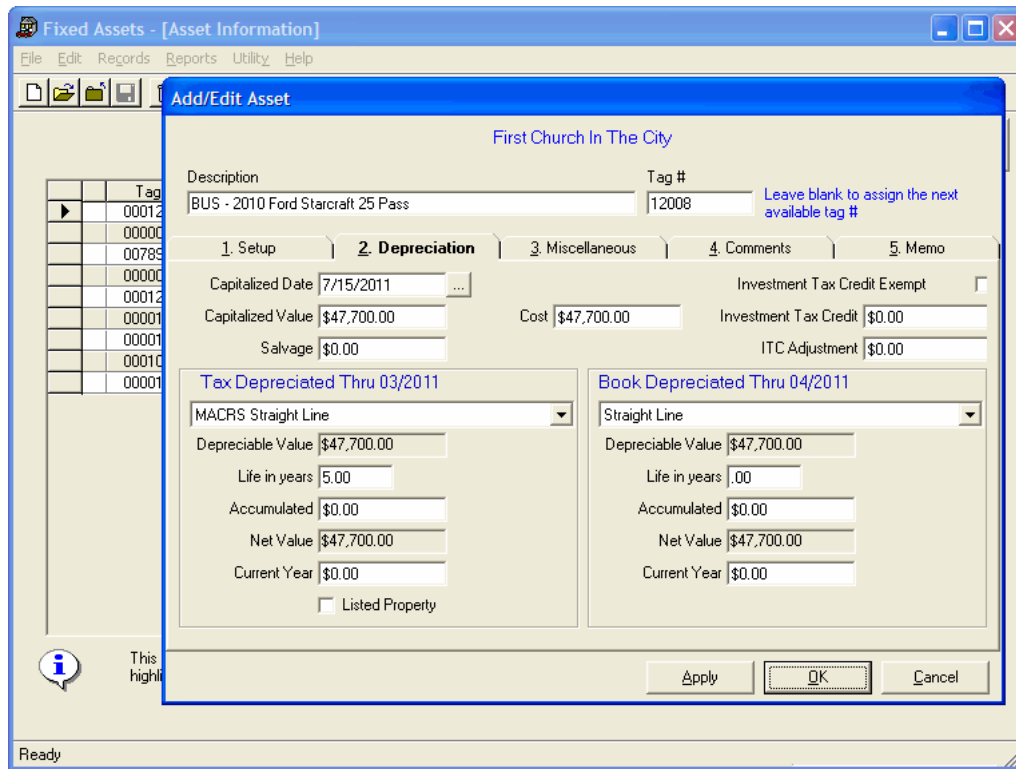 Fixed Assets - [Asset Information]
File Edit Records Reports Utility Help
Add/Edit Asset
First Church In The City
Description
Tag #
BUS - 2010 Ford Starcraft 25 Pass
12008
Leave blank to assign the next
available tag #
Tag
00012
00000
00789
00000
00012
00001
00001
00010
00001
1. Setup 2. Depreciation 3. Miscellaneous 4. Comments 5. Memo
Capitalized Date 7/15/2011 ... Investment Tax Credit Exempt
Capitalized Value $47,700.00 Cost $47,700.00 Investment Tax Credit $0.00
Salvage $0.00 ITC Adjustment $0.00
Tax Depreciated Thru 03/2011
MACRS Straight Line
Depreciable Value $47,700.00
Life in years 5.00
Accumulated $0.00
Net Value $47,700.00
Current Year $0.00
Listed Property
Book Depreciated Thru 04/2011
Straight Line
Depreciable Value $47,700.00
Life in years .00
Accumulated $0.00
Net Value $47,700.00
Current Year $0.00
This
highli
Apply OK Cancel
Ready